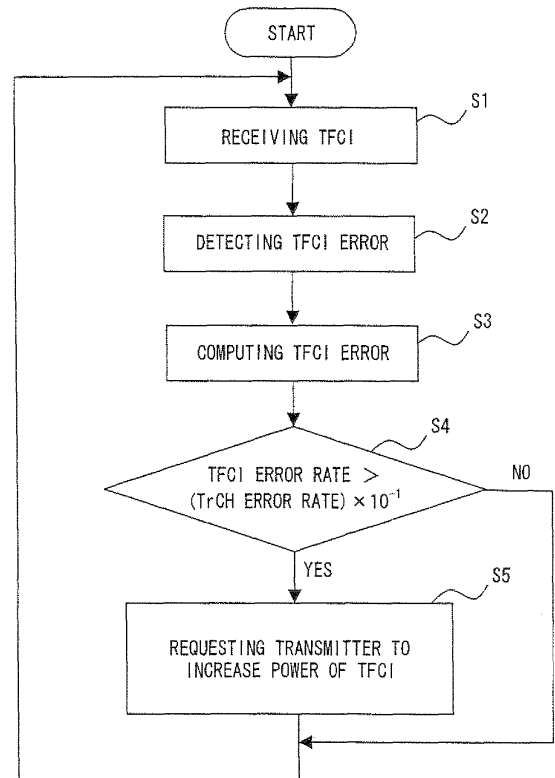 START
S1
RECEIVING TFCI
S2
DETECTING TFCI ERROR
S3
COMPUTING TFCI ERROR
S4
TFCI ERROR RATE >
(TrCH ERROR RATE) × 10⁻¹
NO
YES
S5
REQUESTING TRANSMITTER TO
INCREASE POWER OF TFCI